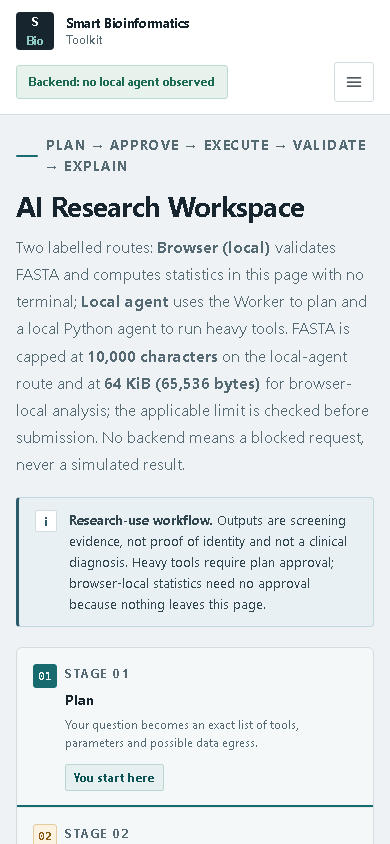 S
Bio
Smart Bioinformatics
Toolkit
Backend: no local agent observed
PLAN → APPROVE → EXECUTE → VALIDATE
→ EXPLAIN
AI Research Workspace
Two labelled routes: Browser (local) validates
FASTA and computes statistics in this page with no
terminal; Local agent uses the Worker to plan and
a local Python agent to run heavy tools. FASTA is
capped at 10,000 characters on the local-agent
route and at 64 KiB (65,536 bytes) for browser-
local analysis; the applicable limit is checked before
submission. No backend means a blocked request,
never a simulated result.
i
Research-use workflow. Outputs are screening
evidence, not proof of identity and not a clinical
diagnosis. Heavy tools require plan approval;
browser-local statistics need no approval
because nothing leaves this page.
01 STAGE 01
Plan
Your question becomes an exact list of tools,
parameters and possible data egress.
You start here
02 STAGE 02